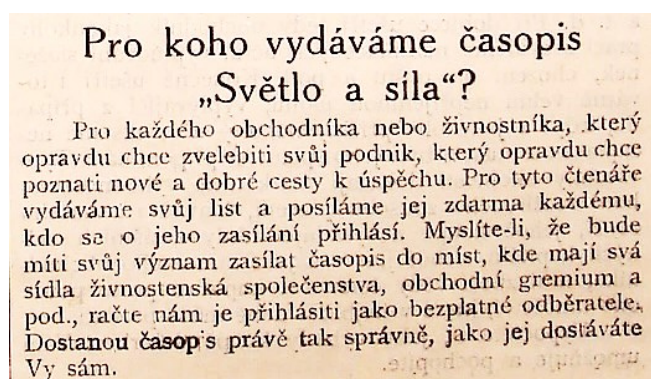 Pro koho vydáváme časopis
„Světlo a síla“?
Pro každého obchodníka nebo živnostníka, který
opravdu chce zvelebiti svůj podnik, který opravdu chce
poznati nové a dobré cesty k úspěchu. Pro tyto čtenáře
vydáváme svůj list a posíláme jej zdarma každému,
kdo se o jeho zasílání přihlásí. Myslíte-li, že bude
míti svůj význam zasílat časopis do míst, kde mají svá
sídla živnostenská společenstva, obchodní gremium a
pod., račte nám je přihlásiti jako bezplatné odběratele.
Dostanou časop's právě tak správně, jako jej dostáváte
Vy sám.